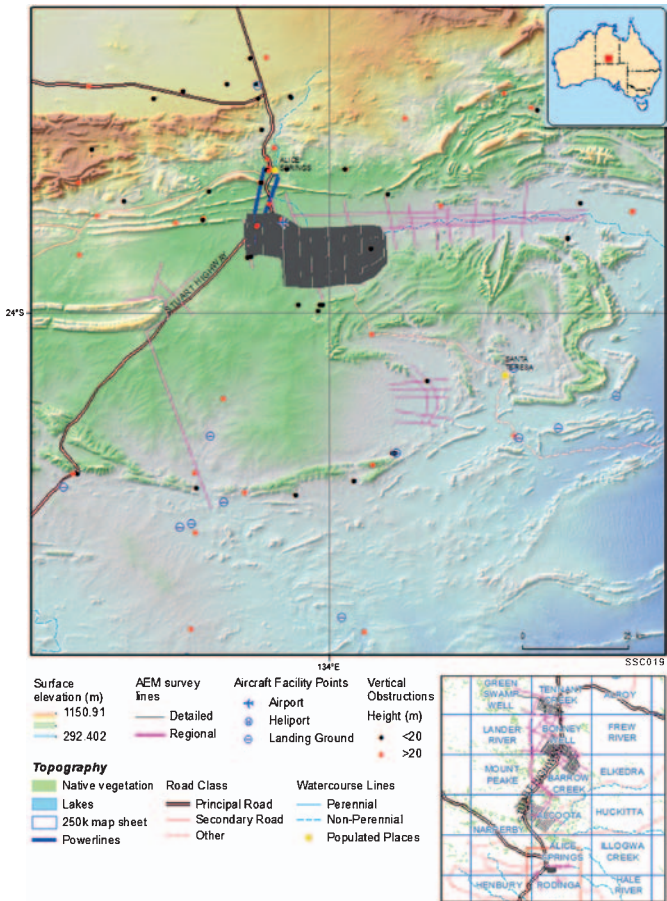 ALICE
SPRINGS
STUART HIGHWAY
24°S
SANTA
TERESA
0 25 km
134°E
SSC019
Surface
elevation (m)
1150.91
292.402
AEM survey
lines
Detailed
Regional
Aircraft Facility Points
Airport
Heliport
Landing Ground
Vertical
Obstructions
Height (m)
<20
>20
Topography
Native vegetation
Lakes
250k map sheet
Powerlines
Road Class
Principal Road
Secondary Road
Other
Watercourse Lines
Perennial
Non-Perennial
Populated Places
GREEN
SWAMP
WELL
TENNANT
CREEK
ALROY
LANDER
RIVER
BONNEY
WELL
FREW
RIVER
MOUNT
PEAKE
BARROW
CREEK
ELKEDRA
NAPPERBY
ALCOOTA
HUCKITTA
ALICE
SPRINGS
ILLOGWA
CREEK
HENBURY
RODINGA
HALE
RIVER